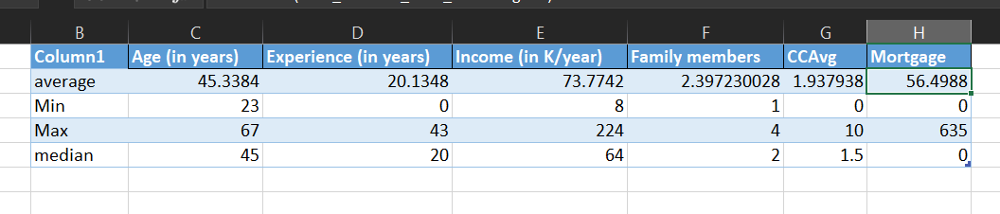 B C D E F G H
Column1 Age (in years) Experience (in years) Income (in K/year) Family members CCAvg Mortgage
average 45.3384 20.1348 73.7742 2.397230028 1.937938 56.4988
Min 23 0 8 1 0 0
Max 67 43 224 4 10 635
median 45 20 64 2 1.5 0